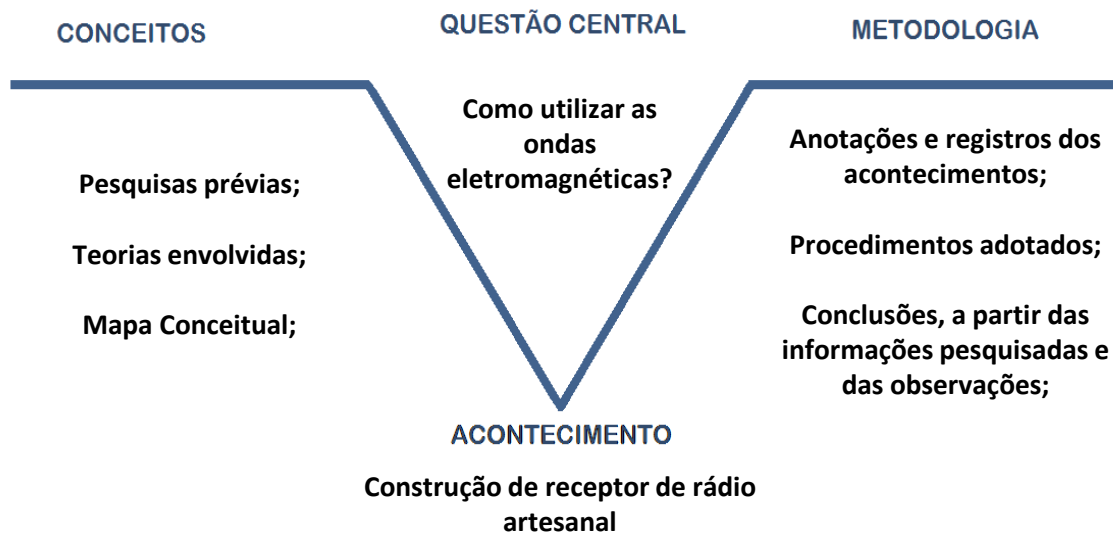 CONCEITOS
QUESTÃO CENTRAL
METODOLOGIA
Pesquisas prévias;
Teorias envolvidas;
Mapa Conceitual;
Como utilizar as
ondas
eletromagnéticas?
Anotações e registros dos
acontecimentos;
Procedimentos adotados;
Conclusões, a partir das
informações pesquisadas e
das observações;
ACONTECIMENTO
Construção de receptor de rádio
artesanal